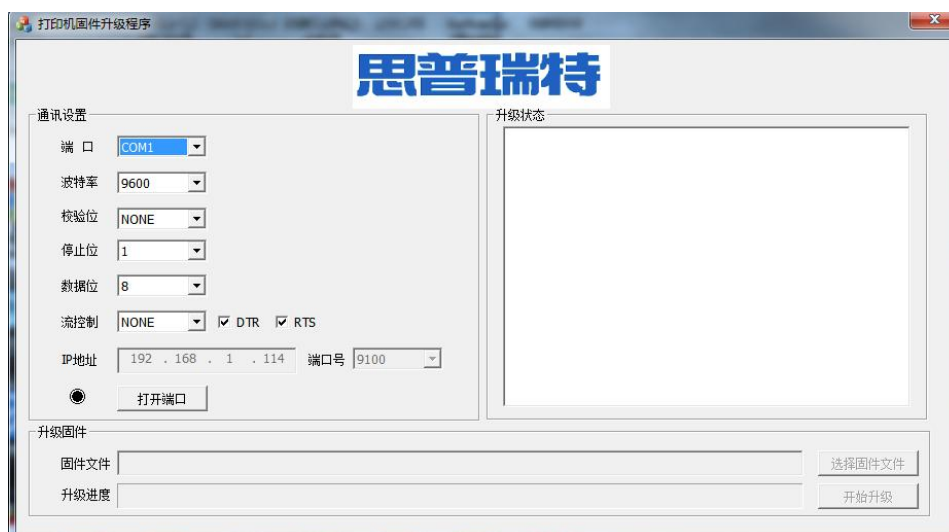 打印机固件升级程序
思普瑞特
通讯设置
端 口 COM1
波特率 9600
校验位 NONE
停止位 1
数据位 8
流控制 NONE DTR RTS
IP地址 192 . 168 . 1 . 114 端口号 9100
打开端口
升级状态
升级固件
固件文件 选择固件文件
升级进度 开始升级